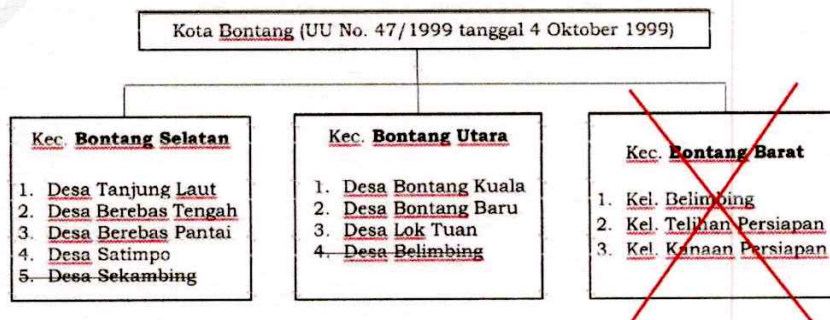 Kota Bontang (UU No. 47/1999 tanggal 4 Oktober 1999)
Kec. Bontang Selatan
1. Desa Tanjung Laut
2. Desa Berebas Tengah
3. Desa Berebas Pantai
4. Desa Satimpo
5. Desa Sekambing
Kec. Bontang Utara
1. Desa Bontang Kuala
2. Desa Bontang Baru
3. Desa Lok Tuan
4. Desa Belimbing
Kec. Bontang Barat
1. Kel. Belimbing
2. Kel. Telihan Persiapan
3. Kel. Kanaan Persiapan